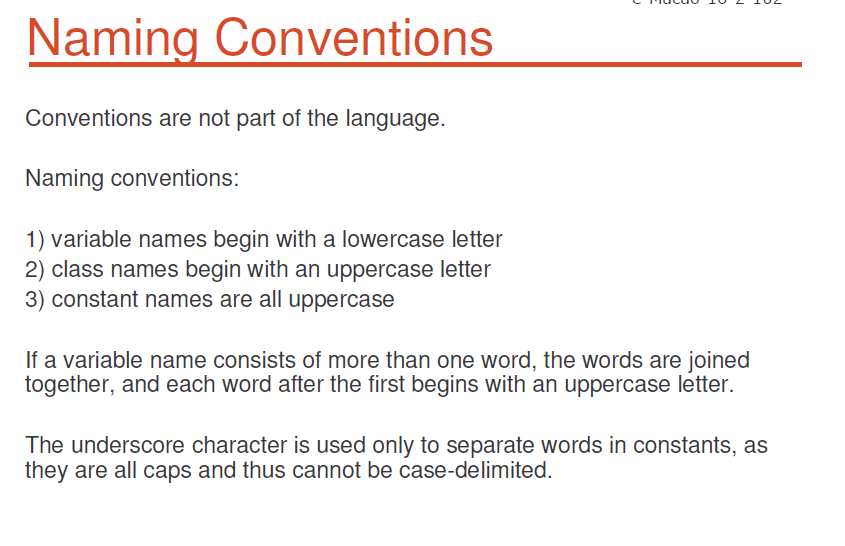 Naming Conventions
Conventions are not part of the language.
Naming conventions:
1) variable names begin with a lowercase letter
2) class names begin with an uppercase letter
3) constant names are all uppercase
If a variable name consists of more than one word, the words are joined
together, and each word after the first begins with an uppercase letter.
The underscore character is used only to separate words in constants, as
they are all caps and thus cannot be case-delimited.